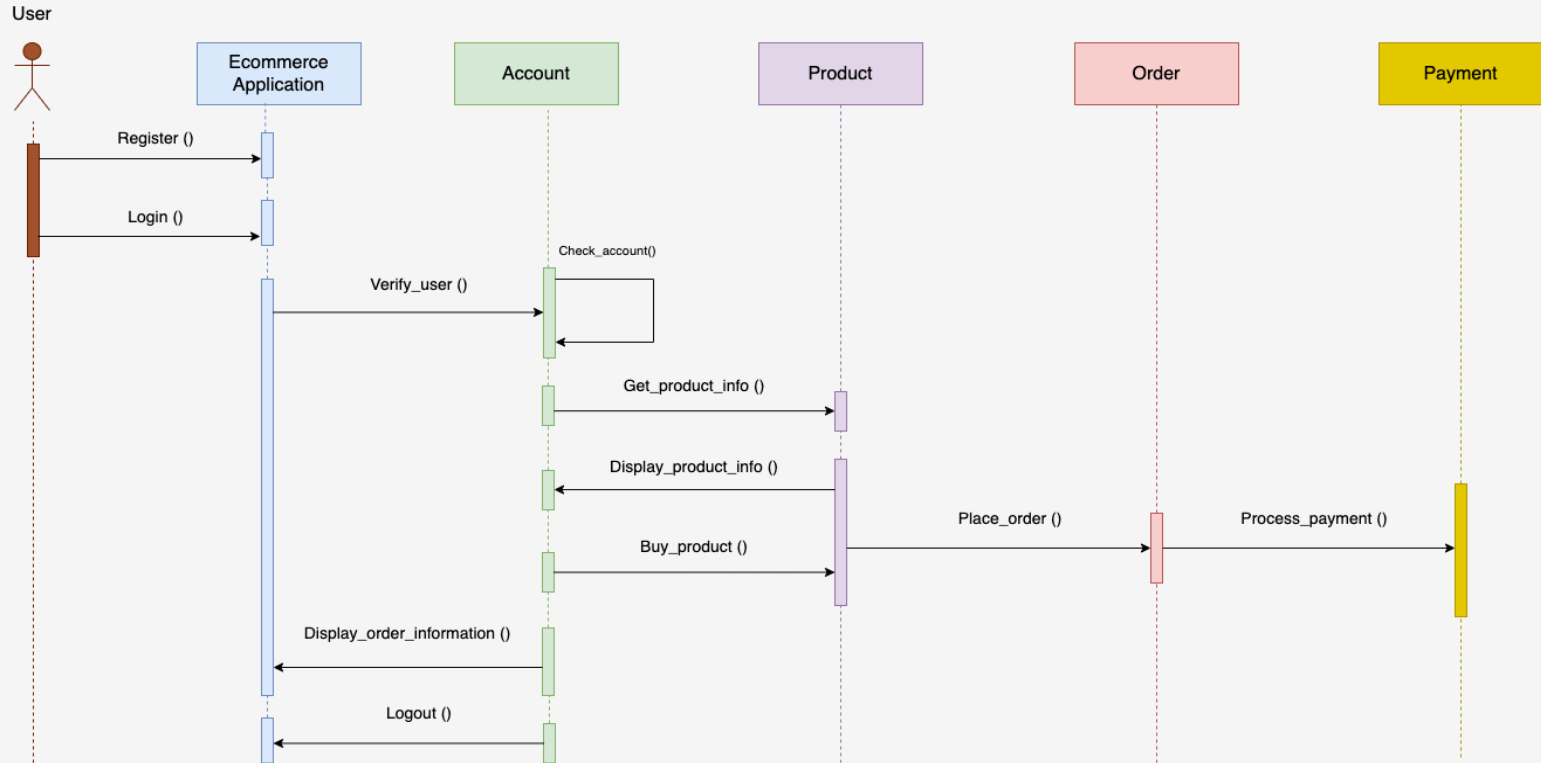 User
Ecommerce
Application
Account
Product
Order
Payment
Register ()
Login ()
Check_account()
Verify_user ()
Get_product_info ()
Display_product_info ()
Place_order ()
Process_payment ()
Buy_product ()
Display_order_information ()
Logout ()